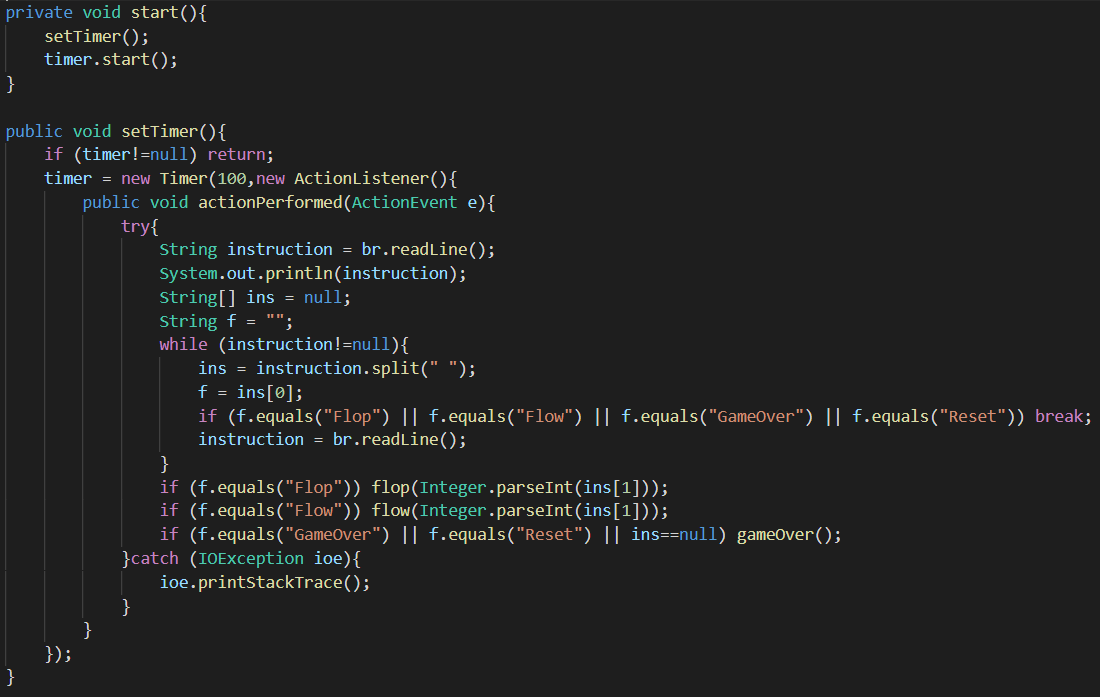 private void start(){
    setTimer();
    timer.start();
}

public void setTimer(){
    if (timer!=null) return;
    timer = new Timer(100,new ActionListener(){
        public void actionPerformed(ActionEvent e){
            try{
                String instruction = br.readLine();
                System.out.println(instruction);
                String[] ins = null;
                String f = "";
                while (instruction!=null){
                    ins = instruction.split(" ");
                    f = ins[0];
                    if (f.equals("Flop") || f.equals("Flow") || f.equals("GameOver") || f.equals("Reset")) break;
                    instruction = br.readLine();
                }
                if (f.equals("Flop")) flop(Integer.parseInt(ins[1]));
                if (f.equals("Flow")) flow(Integer.parseInt(ins[1]));
                if (f.equals("GameOver") || f.equals("Reset") || ins==null) gameOver();
            }catch (IOException ioe){
                ioe.printStackTrace();
            }
        }
    });
}